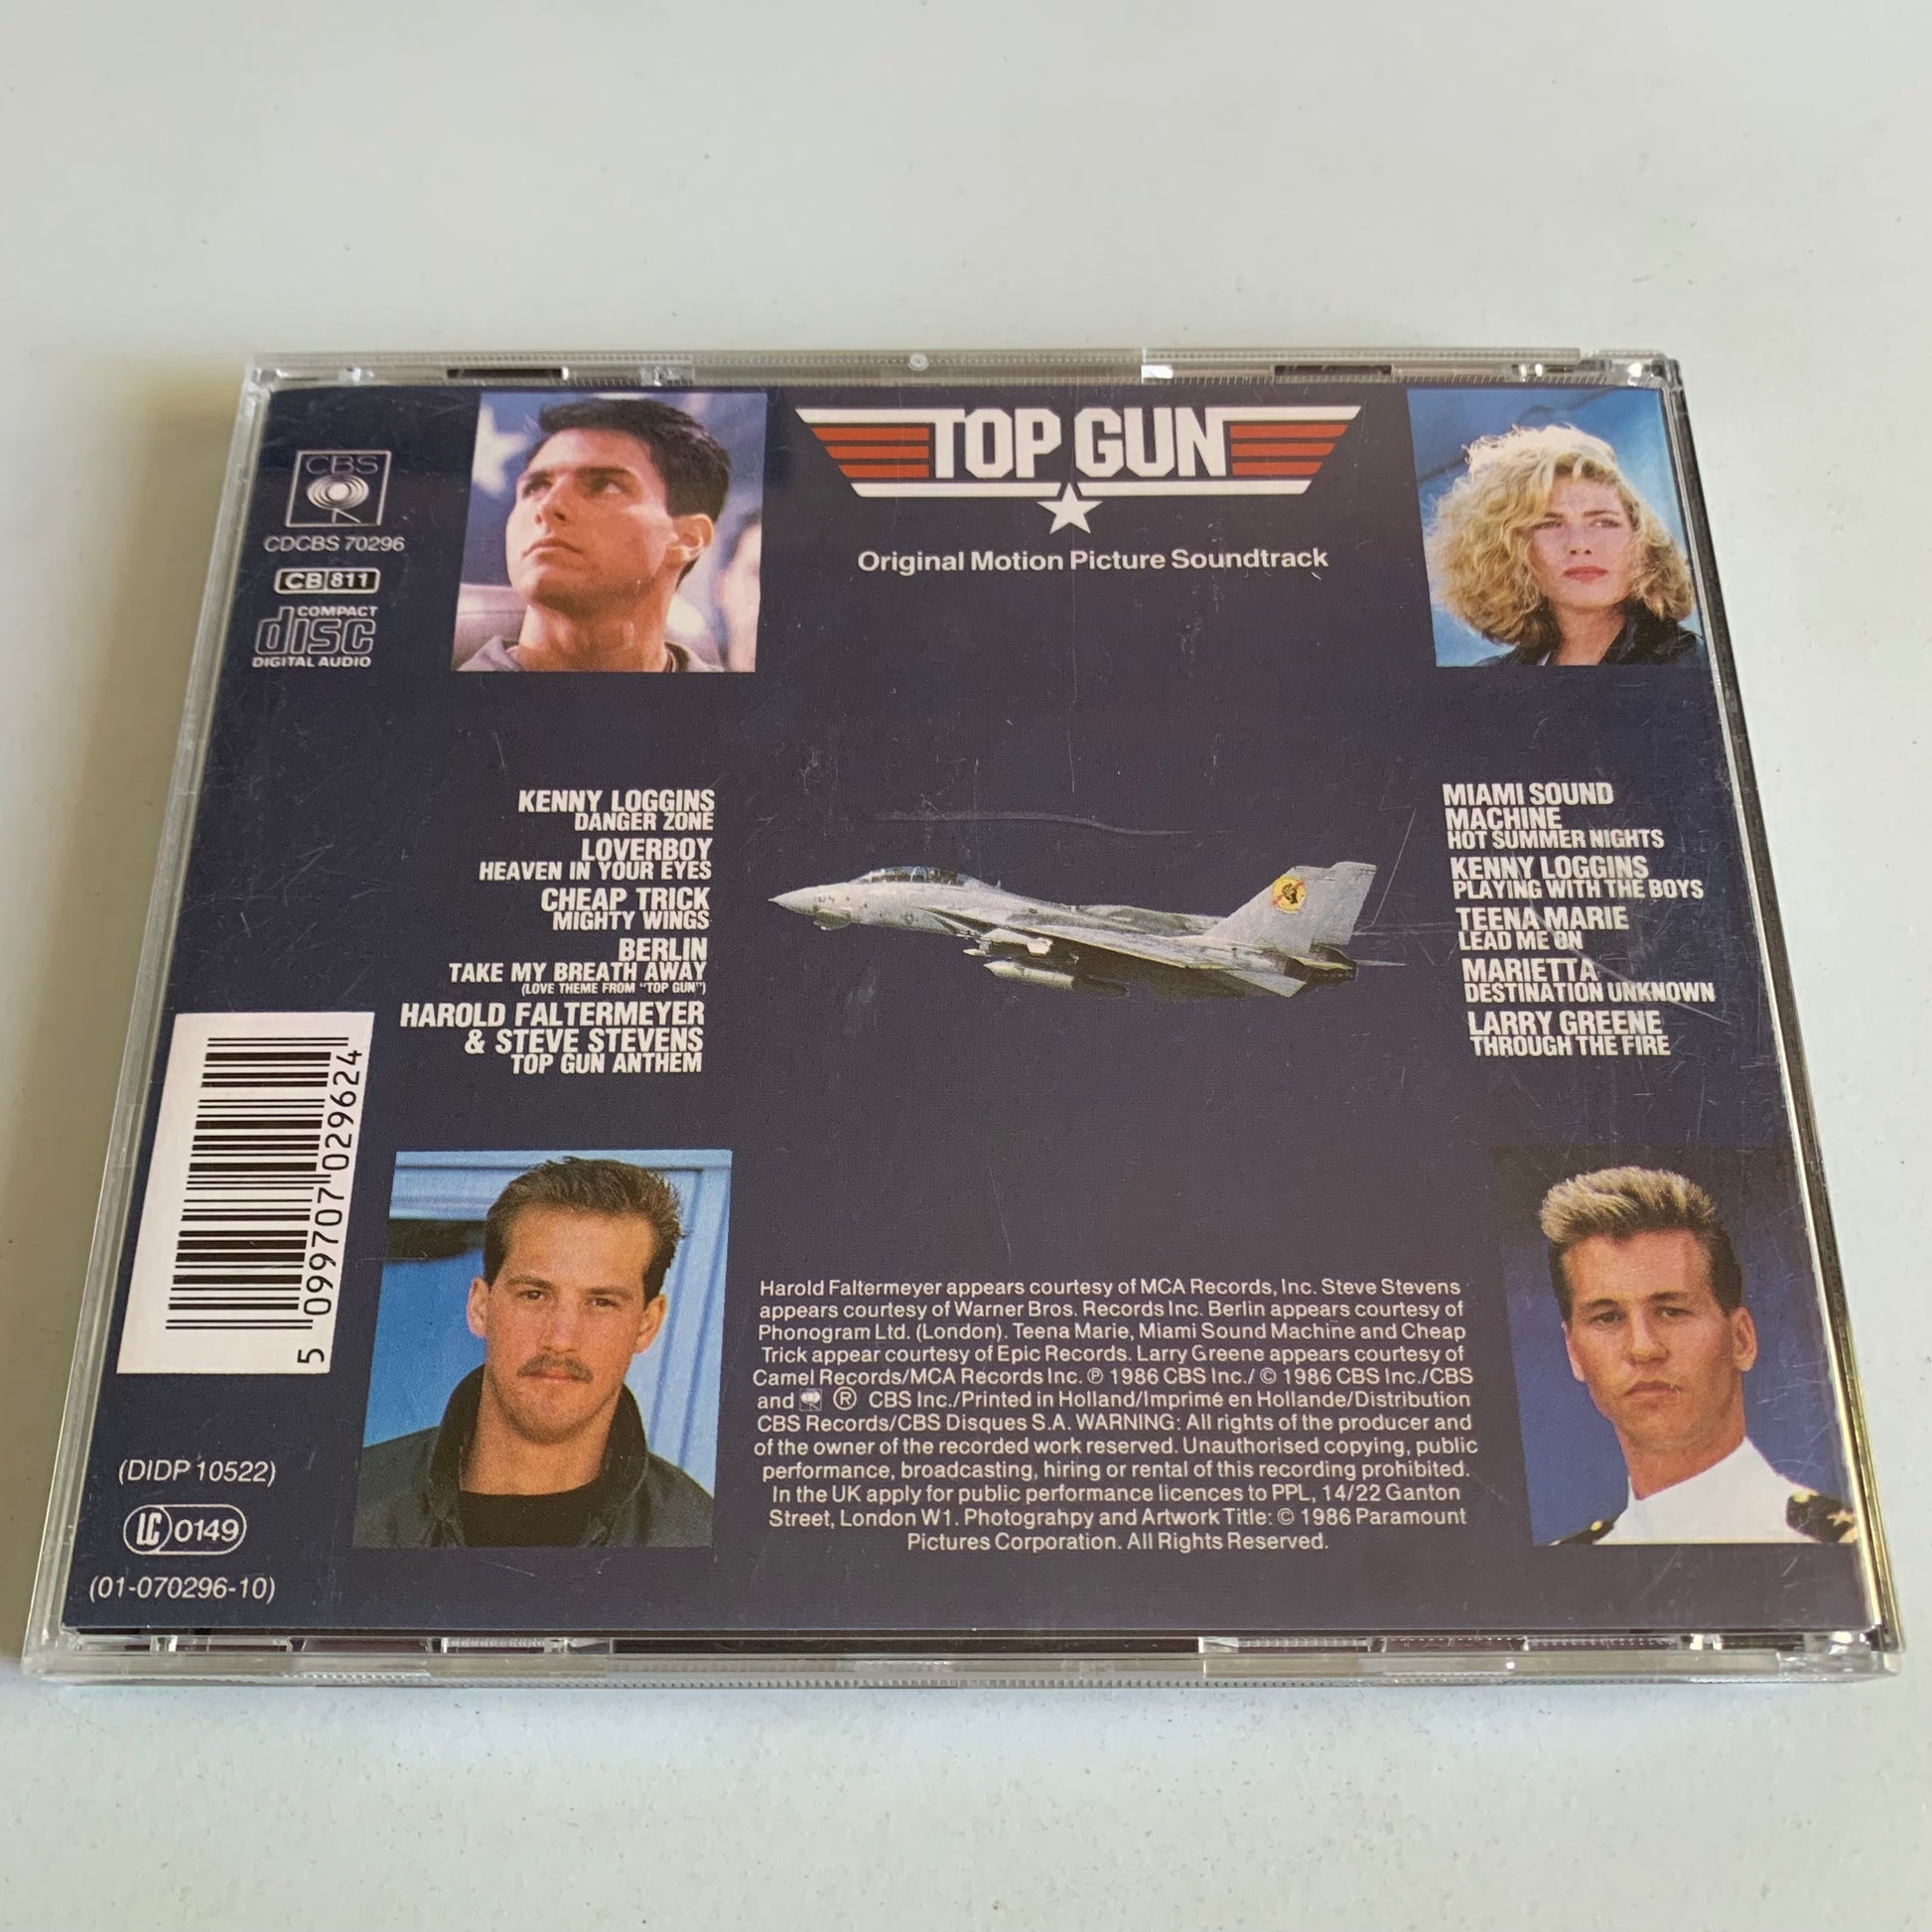 CBS
CDCBS 70296
CB 811
COMPACT
disc
DIGITAL AUDIO
TOP GUN
Original Motion Picture Soundtrack
KENNY LOGGINS
DANGER ZONE
LOVERBOY
HEAVEN IN YOUR EYES
CHEAP TRICK
MIGHTY WINGS
BERLIN
TAKE MY BREATH AWAY
(LOVE THEME FROM "TOP GUN")
HAROLD FALTERMEYER
& STEVE STEVENS
TOP GUN ANTHEM
MIAMI SOUND
MACHINE
HOT SUMMER NIGHTS
KENNY LOGGINS
PLAYING WITH THE BOYS
TEENA MARIE
LEAD ME ON
MARIETTA
DESTINATION UNKNOWN
LARRY GREENE
THROUGH THE FIRE
5 099707 029624
(DIDP 10522)
LC 0149
(01-070296-10)
Harold Faltermeyer appears courtesy of MCA Records, Inc. Steve Stevens
appears courtesy of Warner Bros. Records Inc. Berlin appears courtesy of
Phonogram Ltd. (London). Teena Marie, Miami Sound Machine and Cheap
Trick appear courtesy of Epic Records. Larry Greene appears courtesy of
Camel Records/MCA Records Inc. ℗ 1986 CBS Inc./ © 1986 CBS Inc./CBS
and ® CBS Inc./Printed in Holland/Imprimé en Hollande/Distribution
CBS Records/CBS Disques S.A. WARNING: All rights of the producer and
of the owner of the recorded work reserved. Unauthorised copying, public
performance, broadcasting, hiring or rental of this recording prohibited.
In the UK apply for public performance licences to PPL, 14/22 Ganton
Street, London W1. Photograhpy and Artwork Title: © 1986 Paramount
Pictures Corporation. All Rights Reserved.